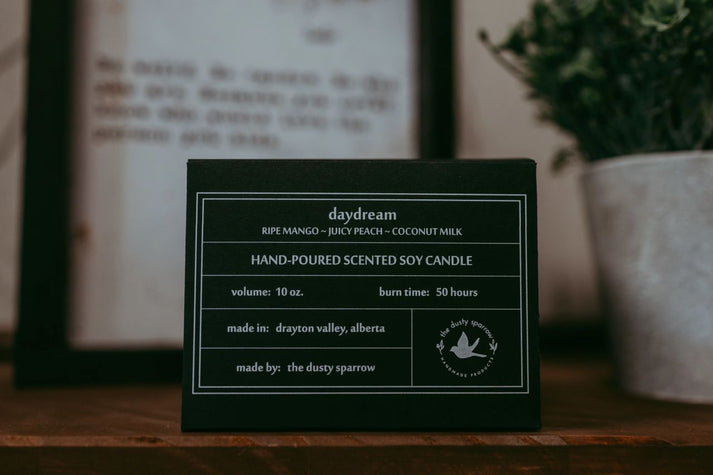 daydream
RIPE MANGO ~ JUICY PEACH ~ COCONUT MILK
HAND-POURED SCENTED SOY CANDLE
volume: 10 oz. burn time: 50 hours
made in: drayton valley, alberta
made by: the dusty sparrow
the dusty sparrow
HANDMADE PRODUCTS